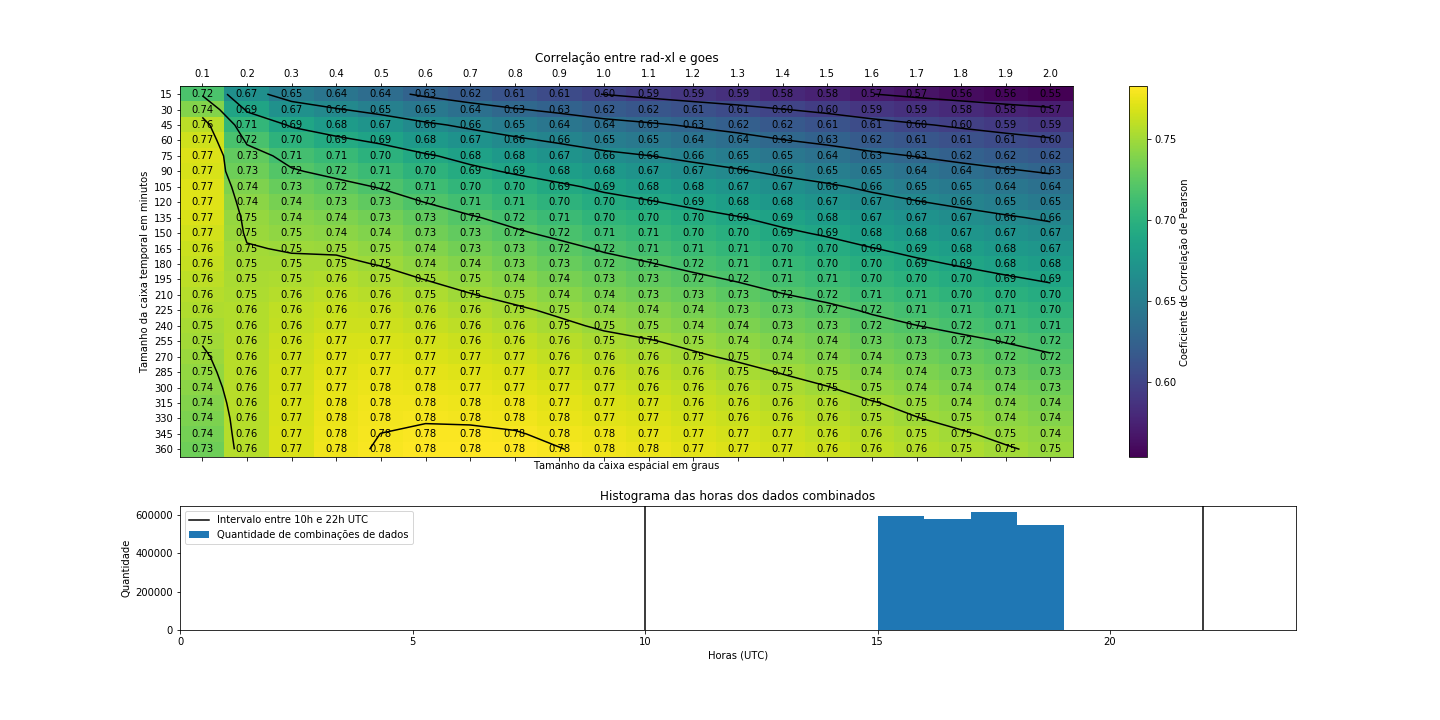 Correlação entre rad-xl e goes
0.1 0.2 0.3 0.4 0.5 0.6 0.7 0.8 0.9 1.0 1.1 1.2 1.3 1.4 1.5 1.6 1.7 1.8 1.9 2.0
15 0.72 0.67 0.65 0.64 0.64 0.63 0.62 0.61 0.61 0.60 0.59 0.59 0.59 0.58 0.58 0.57 0.57 0.56 0.56 0.55
30 0.74 0.69 0.67 0.66 0.65 0.65 0.64 0.63 0.63 0.62 0.62 0.61 0.61 0.60 0.60 0.59 0.59 0.58 0.58 0.57
45 0.76 0.71 0.69 0.68 0.67 0.66 0.66 0.65 0.64 0.64 0.63 0.63 0.62 0.62 0.61 0.61 0.60 0.60 0.59 0.59
60 0.77 0.72 0.70 0.69 0.69 0.68 0.67 0.66 0.66 0.65 0.65 0.64 0.64 0.63 0.63 0.62 0.62 0.61 0.61 0.60
75 0.77 0.73 0.71 0.71 0.70 0.69 0.68 0.68 0.67 0.66 0.66 0.66 0.65 0.65 0.64 0.63 0.63 0.62 0.62 0.62
90 0.77 0.73 0.72 0.72 0.71 0.70 0.69 0.69 0.68 0.68 0.67 0.67 0.66 0.66 0.65 0.65 0.64 0.64 0.63 0.63
105 0.77 0.74 0.73 0.72 0.72 0.71 0.70 0.70 0.69 0.69 0.68 0.68 0.67 0.67 0.66 0.66 0.65 0.65 0.64 0.64
120 0.77 0.74 0.74 0.73 0.73 0.72 0.71 0.71 0.70 0.70 0.69 0.69 0.68 0.68 0.67 0.67 0.66 0.66 0.65 0.65
135 0.77 0.75 0.74 0.74 0.73 0.73 0.72 0.72 0.71 0.70 0.70 0.70 0.69 0.69 0.68 0.67 0.67 0.67 0.66 0.66
150 0.77 0.75 0.75 0.74 0.74 0.73 0.73 0.72 0.72 0.71 0.71 0.70 0.70 0.69 0.69 0.68 0.68 0.67 0.67 0.67
165 0.76 0.75 0.75 0.75 0.75 0.74 0.73 0.73 0.72 0.72 0.71 0.71 0.71 0.70 0.70 0.69 0.69 0.68 0.68 0.67
180 0.76 0.75 0.75 0.75 0.75 0.74 0.74 0.73 0.73 0.72 0.72 0.72 0.71 0.71 0.70 0.70 0.69 0.69 0.68 0.68
195 0.76 0.75 0.75 0.76 0.75 0.75 0.75 0.74 0.74 0.73 0.73 0.72 0.72 0.71 0.71 0.70 0.70 0.70 0.69 0.69
210 0.76 0.75 0.76 0.76 0.76 0.75 0.75 0.75 0.74 0.74 0.73 0.73 0.73 0.72 0.72 0.71 0.71 0.70 0.70 0.70
225 0.76 0.76 0.76 0.76 0.76 0.76 0.75 0.75 0.75 0.74 0.74 0.74 0.73 0.73 0.72 0.72 0.71 0.71 0.71 0.70
240 0.75 0.76 0.76 0.77 0.77 0.76 0.76 0.76 0.75 0.75 0.75 0.74 0.74 0.73 0.73 0.72 0.72 0.72 0.71 0.71
255 0.75 0.76 0.76 0.77 0.77 0.77 0.76 0.76 0.76 0.75 0.75 0.75 0.74 0.74 0.74 0.73 0.73 0.72 0.72 0.72
270 0.75 0.76 0.77 0.77 0.77 0.77 0.77 0.76 0.76 0.76 0.76 0.75 0.75 0.74 0.74 0.74 0.73 0.73 0.72 0.72
285 0.75 0.76 0.77 0.77 0.77 0.77 0.77 0.77 0.77 0.76 0.76 0.76 0.75 0.75 0.75 0.74 0.74 0.73 0.73 0.73
300 0.74 0.76 0.77 0.77 0.78 0.78 0.77 0.77 0.77 0.77 0.76 0.76 0.76 0.75 0.75 0.75 0.74 0.74 0.74 0.73
315 0.74 0.76 0.77 0.78 0.78 0.78 0.78 0.78 0.77 0.77 0.77 0.76 0.76 0.76 0.76 0.75 0.75 0.74 0.74 0.74
330 0.74 0.76 0.77 0.78 0.78 0.78 0.78 0.78 0.78 0.77 0.77 0.77 0.76 0.76 0.76 0.75 0.75 0.75 0.74 0.74
345 0.74 0.76 0.77 0.78 0.78 0.78 0.78 0.78 0.78 0.78 0.77 0.77 0.77 0.76 0.76 0.76 0.75 0.75 0.75 0.74
360 0.73 0.76 0.77 0.78 0.78 0.78 0.78 0.78 0.78 0.78 0.77 0.77 0.77 0.77 0.76 0.76 0.76 0.75 0.75 0.75
Tamanho da caixa temporal em minutos
Tamanho da caixa espacial em graus
0.75
0.70
0.65
0.60
Coeficiente de Correlação de Pearson
Histograma das horas dos dados combinados
Intervalo entre 10h e 22h UTC
Quantidade de combinações de dados
600000
400000
200000
0
Quantidade
0 5 10 15 20
Horas (UTC)